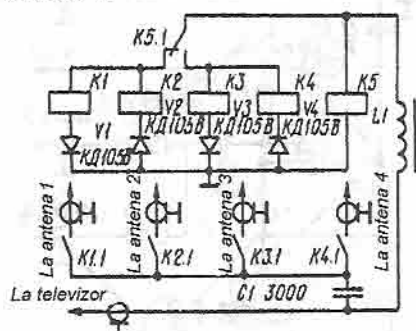 K5.1
K1
K2
K3
K4
K5
V1
V2
V3
V4
L1
КД105В
КД105В
КД105В
КД105В
La antena 1
La antena 2
La antena 3
La antena 4
K1.1
K2.1
K3.1
K4.1
La televizor
C1 3000